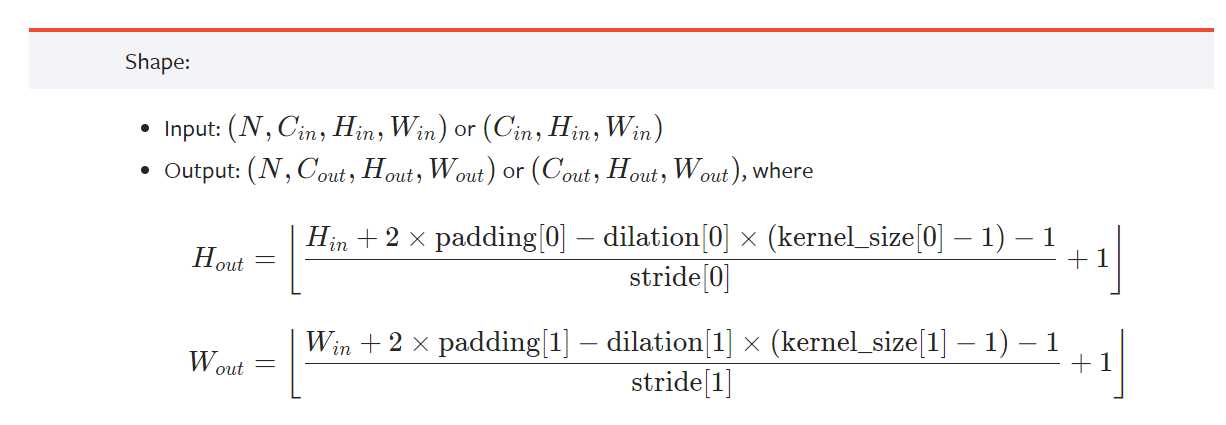 Shape:
• Input: (N, C_in, H_in, W_in) or (C_in, H_in, W_in)
• Output: (N, C_out, H_out, W_out) or (C_out, H_out, W_out), where
H_out = ⌊(H_in + 2 × padding[0] − dilation[0] × (kernel_size[0] − 1) − 1) / stride[0] + 1⌋
W_out = ⌊(W_in + 2 × padding[1] − dilation[1] × (kernel_size[1] − 1) − 1) / stride[1] + 1⌋